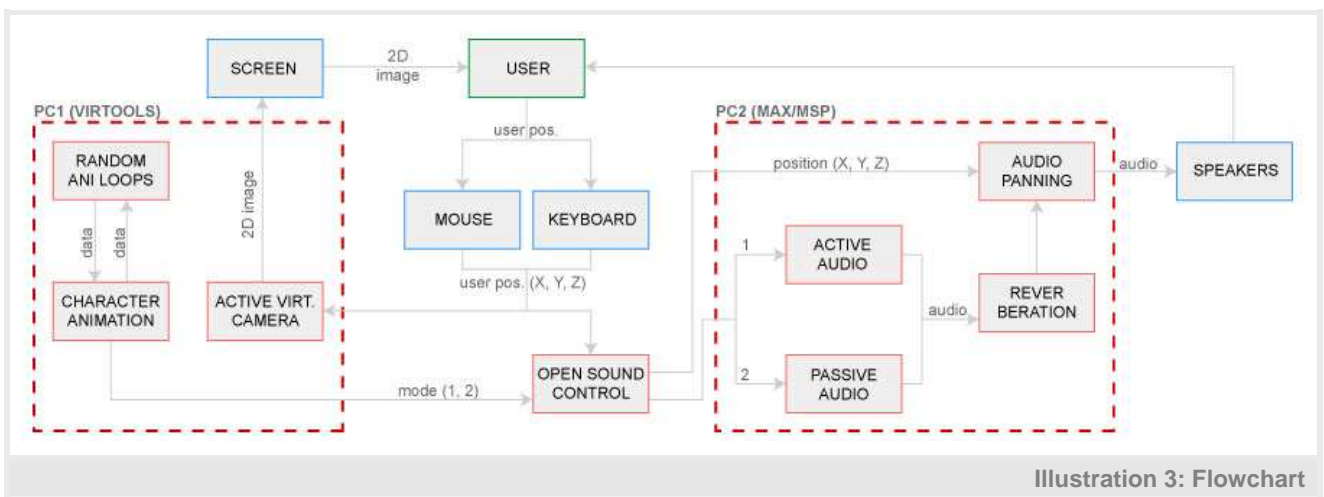 2D
image
SCREEN
USER
PC1 (VIRTOOLS)
PC2 (MAX/MSP)
user pos.
RANDOM
ANI LOOPS
2D image
position (X, Y, Z)
AUDIO
PANNING
audio
SPEAKERS
MOUSE
KEYBOARD
data
data
1
ACTIVE
AUDIO
user pos. (X, Y, Z)
CHARACTER
ANIMATION
ACTIVE VIRT.
CAMERA
REVER
BERATION
audio
OPEN SOUND
CONTROL
mode (1, 2)
2
PASSIVE
AUDIO
Illustration 3: Flowchart